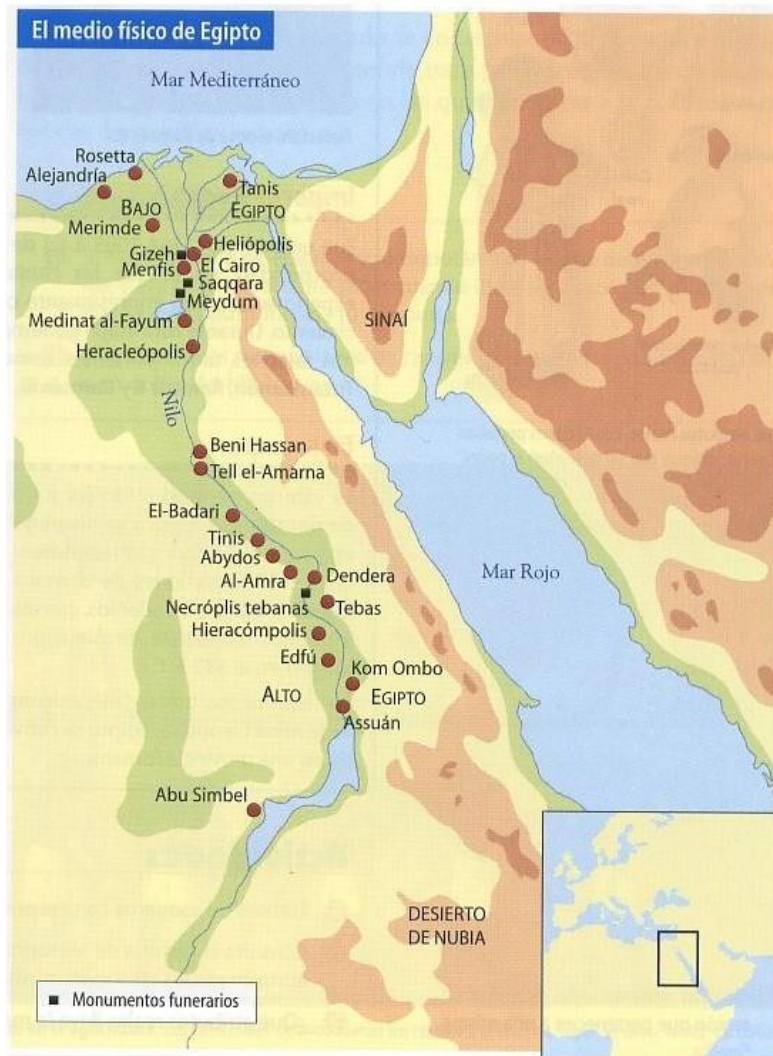 El medio físico de Egipto
Mar Mediterráneo
Rosetta
Alejandría
Tanis
BAJO
EGIPTO
Merimde
Heliópolis
Gizeh
El Cairo
Menfis
Saqqara
Meydum
SINAÍ
Medinat al-Fayum
Heracleópolis
Nilo
Beni Hassan
Tell el-Amarna
El-Badari
Tinis
Abydos
Al-Amra
Dendera
Mar Rojo
Necróplis tebanas
Tebas
Hieracómpolis
Edfú
Kom Ombo
ALTO
EGIPTO
Assuán
Abu Simbel
DESIERTO
DE NUBIA
Monumentos funerarios